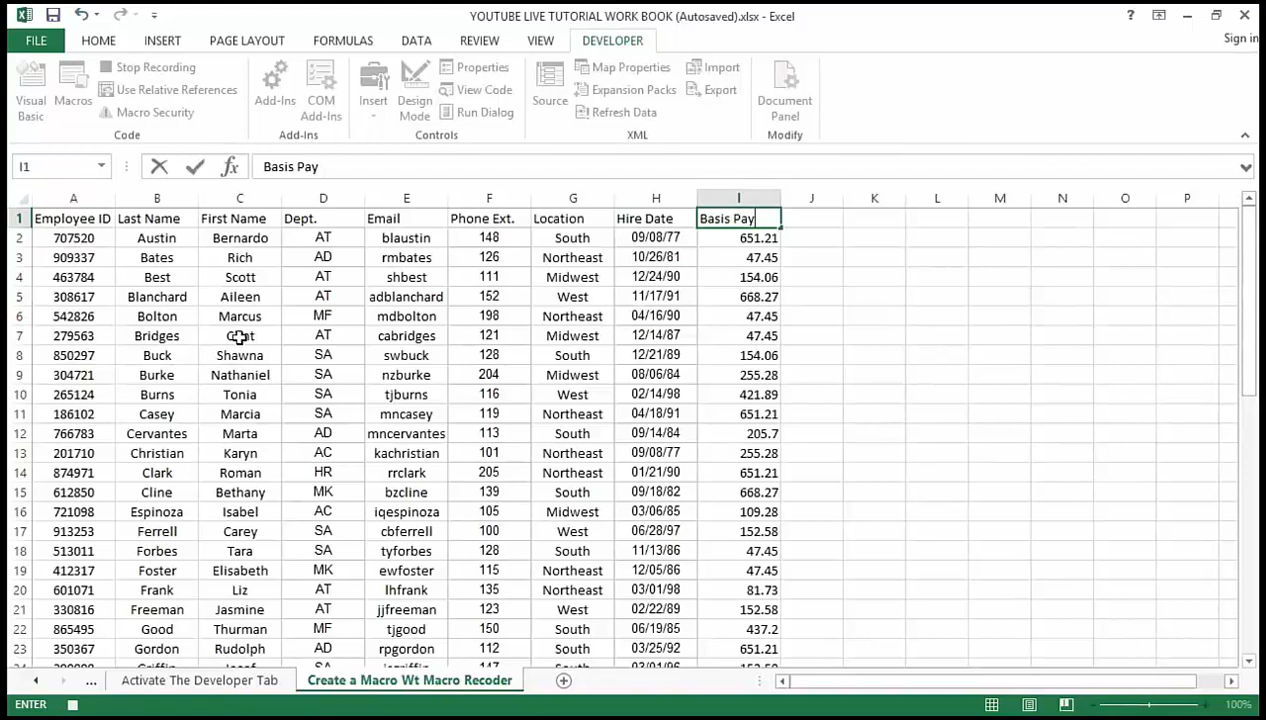 YOUTUBE LIVE TUTORIAL WORK BOOK (Autosaved).xlsx - Excel
FILE HOME INSERT PAGE LAYOUT FORMULAS DATA REVIEW VIEW DEVELOPER Sign in
Visual Basic
Macros
Stop Recording
Use Relative References
Macro Security
Code
Add-Ins
COM Add-Ins
Add-Ins
Insert
Design Mode
Properties
View Code
Run Dialog
Controls
Source
Map Properties
Expansion Packs
Refresh Data
Import
Export
XML
Document Panel
Modify
I1 fx Basis Pay
A B C D E F G H I J K L M N O P
1 Employee ID Last Name First Name Dept. Email Phone Ext. Location Hire Date Basis Pay
2 707520 Austin Bernardo AT blaustin 148 South 09/08/77 651.21
3 909337 Bates Rich AD rmbates 126 Northeast 10/26/81 47.45
4 463784 Best Scott AT shbest 111 Midwest 12/24/90 154.06
5 308617 Blanchard Aileen AT adblanchard 152 West 11/17/91 668.27
6 542826 Bolton Marcus MF mdbolton 198 Northeast 04/16/90 47.45
7 279563 Bridges AT cabridges 121 Midwest 12/14/87 47.45
8 850297 Buck Shawna SA swbuck 128 South 12/21/89 154.06
9 304721 Burke Nathaniel SA nzburke 204 Midwest 08/06/84 255.28
10 265124 Burns Tonia SA tjburns 116 West 02/14/98 421.89
11 186102 Casey Marcia SA mncasey 119 Northeast 04/18/91 651.21
12 766783 Cervantes Marta AD mncervantes 113 South 09/14/84 205.7
13 201710 Christian Karyn AC kachristian 101 Northeast 09/08/77 255.28
14 874971 Clark Roman HR rrclark 205 Northeast 01/21/90 651.21
15 612850 Cline Bethany MK bzcline 139 South 09/18/82 668.27
16 721098 Espinoza Isabel AC iqespinoza 105 Midwest 03/06/85 109.28
17 913253 Ferrell Carey SA cbferrell 100 West 06/28/97 152.58
18 513011 Forbes Tara SA tyforbes 128 South 11/13/86 47.45
19 412317 Foster Elisabeth MK ewfoster 115 Northeast 12/05/86 47.45
20 601071 Frank Liz AT lhfrank 135 Northeast 03/01/98 81.73
21 330816 Freeman Jasmine AT jjfreeman 123 West 02/22/89 152.58
22 865495 Good Thurman MF tjgood 150 South 06/19/85 437.2
23 350367 Gordon Rudolph AD rpgordon 112 Northeast 03/25/92 651.21
... Activate The Developer Tab Create a Macro Wt Macro Recoder
ENTER 100%